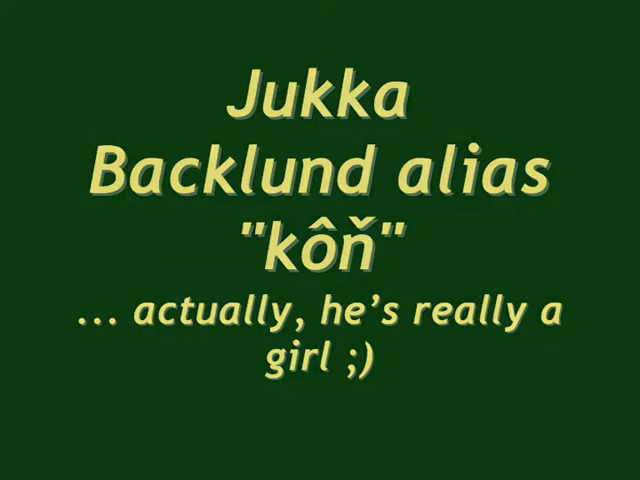 Jukka
Backlund alias
"kôň"
... actually, he’s really a
girl ;)